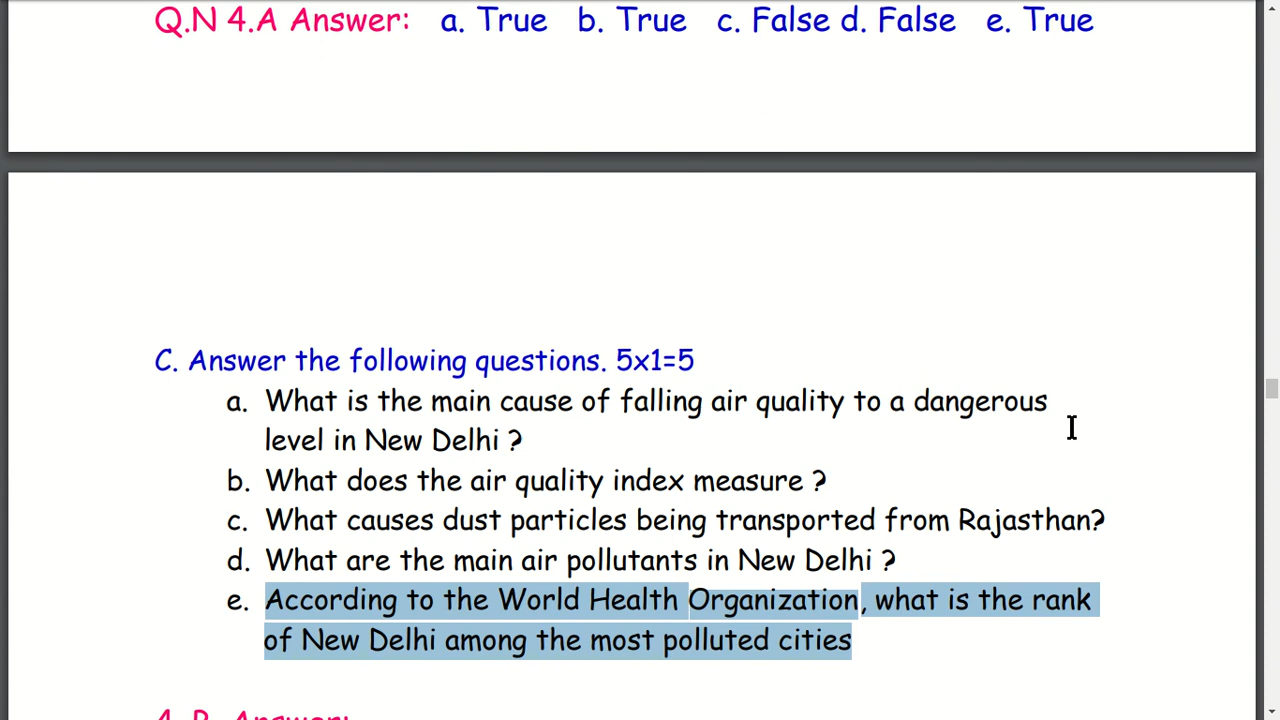 Q.N 4.A Answer: a. True b. True c. False d. False e. True
C. Answer the following questions. 5x1=5
a. What is the main cause of falling air quality to a dangerous
level in New Delhi ?
b. What does the air quality index measure ?
c. What causes dust particles being transported from Rajasthan?
d. What are the main air pollutants in New Delhi ?
e. According to the World Health Organization, what is the rank
of New Delhi among the most polluted cities
4. B. Answer: